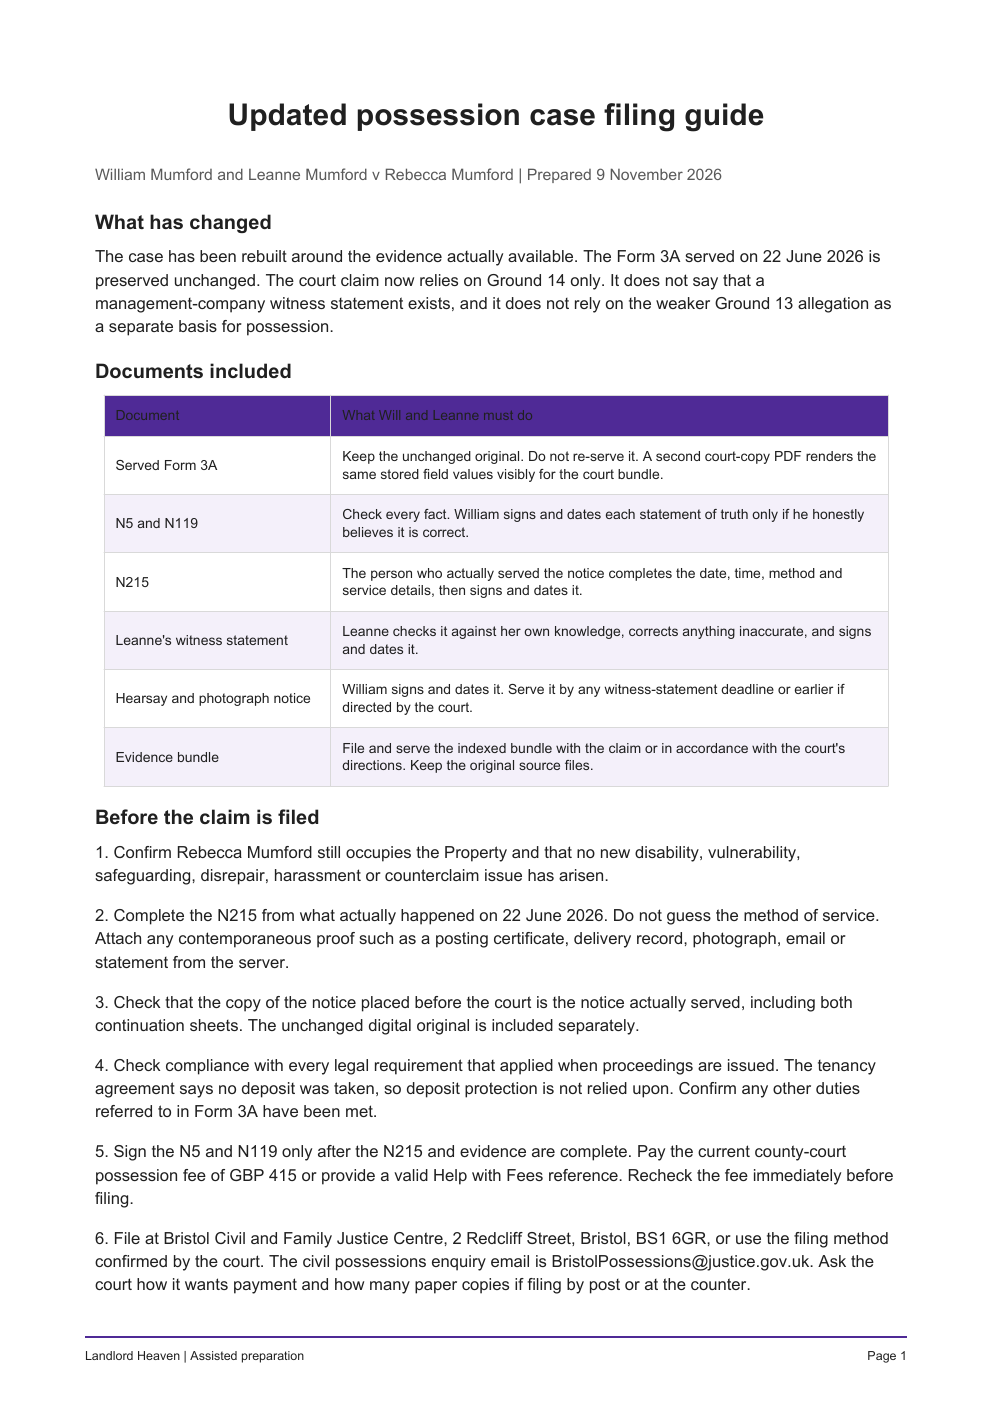 Updated possession case filing guide
William Mumford and Leanne Mumford v Rebecca Mumford | Prepared 9 November 2026
What has changed
The case has been rebuilt around the evidence actually available. The Form 3A served on 22 June 2026 is
preserved unchanged. The court claim now relies on Ground 14 only. It does not say that a
management-company witness statement exists, and it does not rely on the weaker Ground 13 allegation as
a separate basis for possession.
Documents included
Document
What Will and Leanne must do
Served Form 3A
Keep the unchanged original. Do not re-serve it. A second court-copy PDF renders the
same stored field values visibly for the court bundle.
N5 and N119
Check every fact. William signs and dates each statement of truth only if he honestly
believes it is correct.
N215
The person who actually served the notice completes the date, time, method and
service details, then signs and dates it.
Leanne's witness statement
Leanne checks it against her own knowledge, corrects anything inaccurate, and signs
and dates it.
Hearsay and photograph notice
William signs and dates it. Serve it by any witness-statement deadline or earlier if
directed by the court.
Evidence bundle
File and serve the indexed bundle with the claim or in accordance with the court's
directions. Keep the original source files.
Before the claim is filed
1. Confirm Rebecca Mumford still occupies the Property and that no new disability, vulnerability,
safeguarding, disrepair, harassment or counterclaim issue has arisen.
2. Complete the N215 from what actually happened on 22 June 2026. Do not guess the method of service.
Attach any contemporaneous proof such as a posting certificate, delivery record, photograph, email or
statement from the server.
3. Check that the copy of the notice placed before the court is the notice actually served, including both
continuation sheets. The unchanged digital original is included separately.
4. Check compliance with every legal requirement that applied when proceedings are issued. The tenancy
agreement says no deposit was taken, so deposit protection is not relied upon. Confirm any other duties
referred to in Form 3A have been met.
5. Sign the N5 and N119 only after the N215 and evidence are complete. Pay the current county-court
possession fee of GBP 415 or provide a valid Help with Fees reference. Recheck the fee immediately before
filing.
6. File at Bristol Civil and Family Justice Centre, 2 Redcliff Street, Bristol, BS1 6GR, or use the filing method
confirmed by the court. The civil possessions enquiry email is BristolPossessions@justice.gov.uk. Ask the
court how it wants payment and how many paper copies if filing by post or at the counter.
Landlord Heaven | Assisted preparation
Page 1